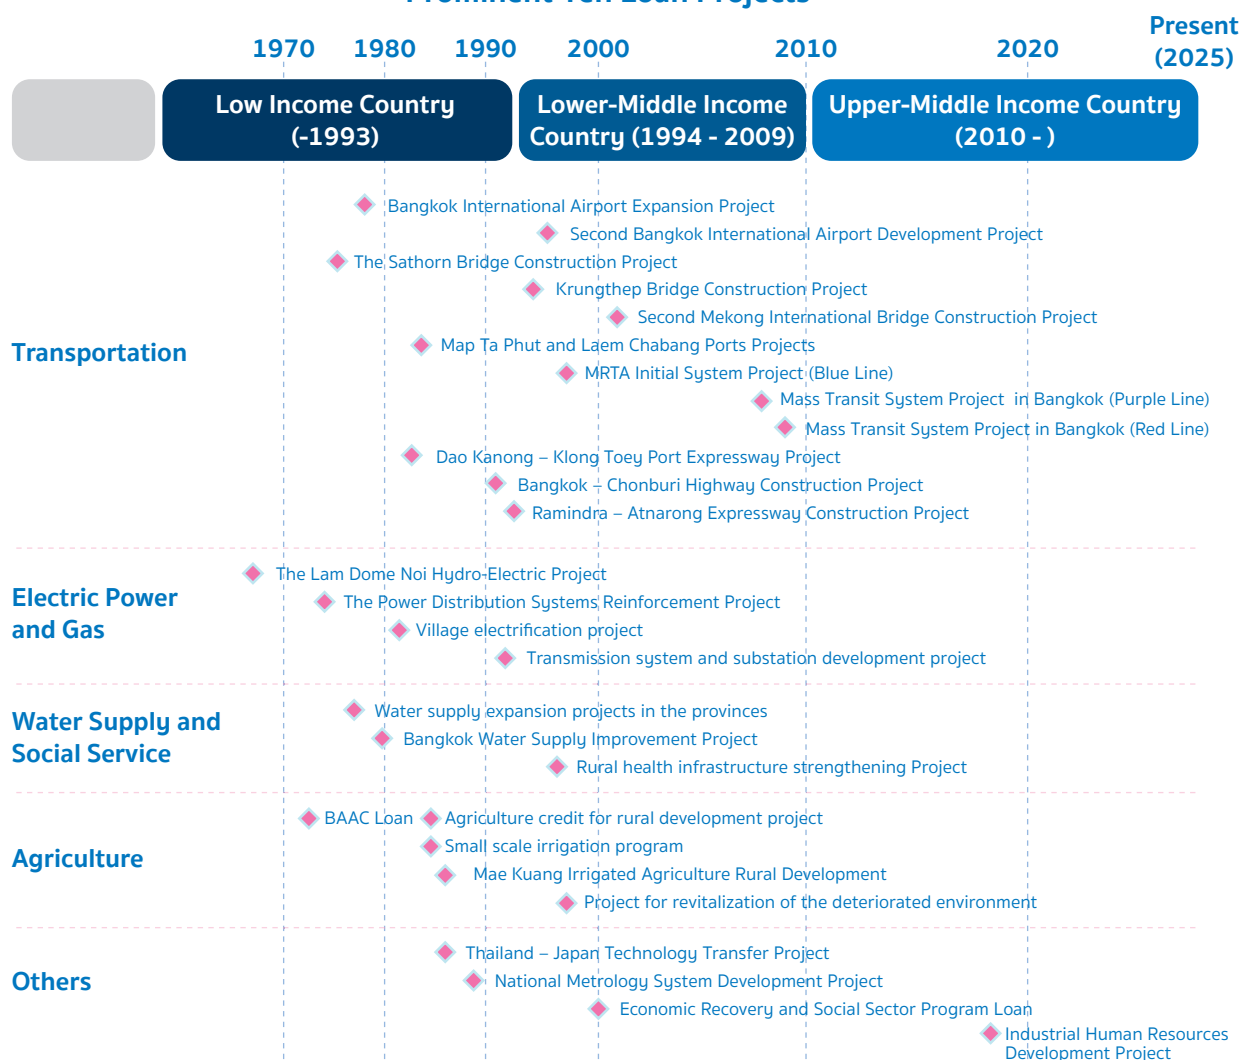 Prominent Yen Loan Projects
1970 1980 1990 2000 2010 2020 Present
(2025)
Low Income Country
(-1993)
Lower-Middle Income
Country (1994 - 2009)
Upper-Middle Income Country
(2010 - )
Transportation
Bangkok International Airport Expansion Project
Second Bangkok International Airport Development Project
The Sathorn Bridge Construction Project
Krungthep Bridge Construction Project
Second Mekong International Bridge Construction Project
Map Ta Phut and Laem Chabang Ports Projects
MRTA Initial System Project (Blue Line)
Mass Transit System Project in Bangkok (Purple Line)
Mass Transit System Project in Bangkok (Red Line)
Dao Kanong – Klong Toey Port Expressway Project
Bangkok – Chonburi Highway Construction Project
Ramindra – Atnarong Expressway Construction Project
Electric Power
and Gas
The Lam Dome Noi Hydro-Electric Project
The Power Distribution Systems Reinforcement Project
Village electrification project
Transmission system and substation development project
Water Supply and
Social Service
Water supply expansion projects in the provinces
Bangkok Water Supply Improvement Project
Rural health infrastructure strengthening Project
Agriculture
BAAC Loan Agriculture credit for rural development project
Small scale irrigation program
Mae Kuang Irrigated Agriculture Rural Development
Project for revitalization of the deteriorated environment
Others
Thailand – Japan Technology Transfer Project
National Metrology System Development Project
Economic Recovery and Social Sector Program Loan
Industrial Human Resources
Development Project